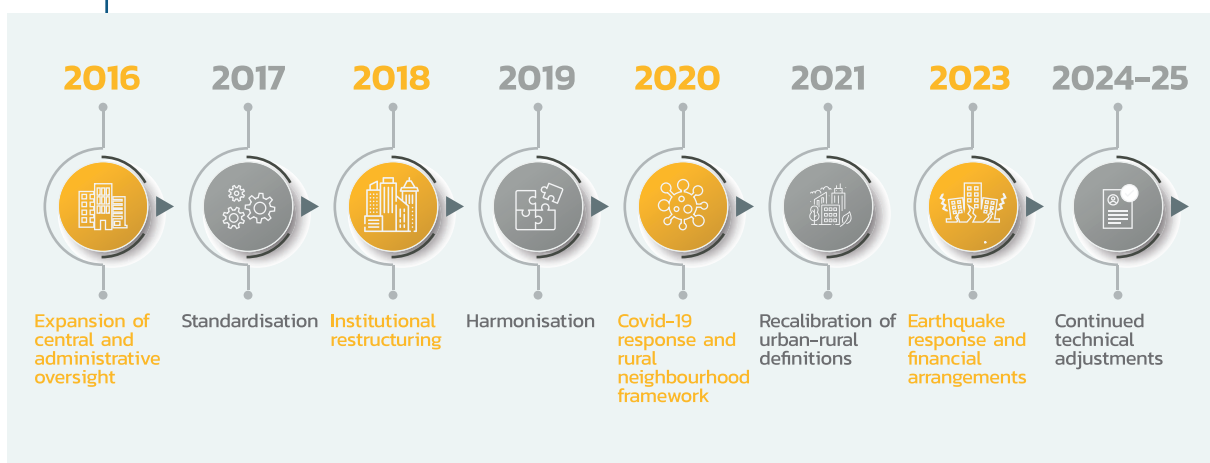 2016
2017
2018
2019
2020
2021
2023
2024-25
Expansion of
central and
administrative
oversight
Standardisation
Institutional
restructuring
Harmonisation
Covid-19
response and
rural
neighbourhood
framework
Recalibration of
urban-rural
definitions
Earthquake
response and
financial
arrangements
Continued
technical
adjustments